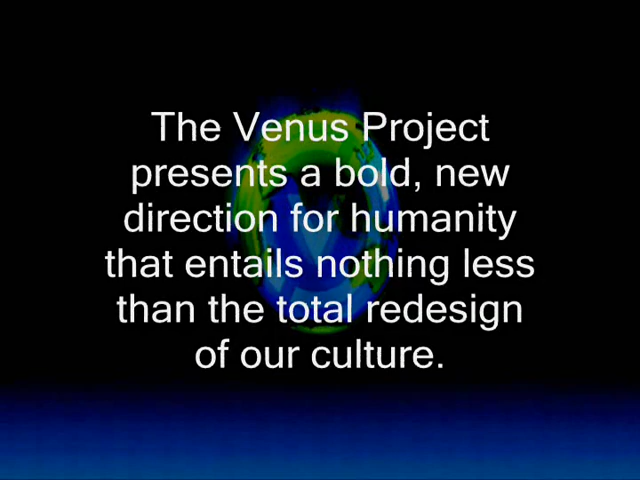 The Venus Project
presents a bold, new
direction for humanity
that entails nothing less
than the total redesign
of our culture.